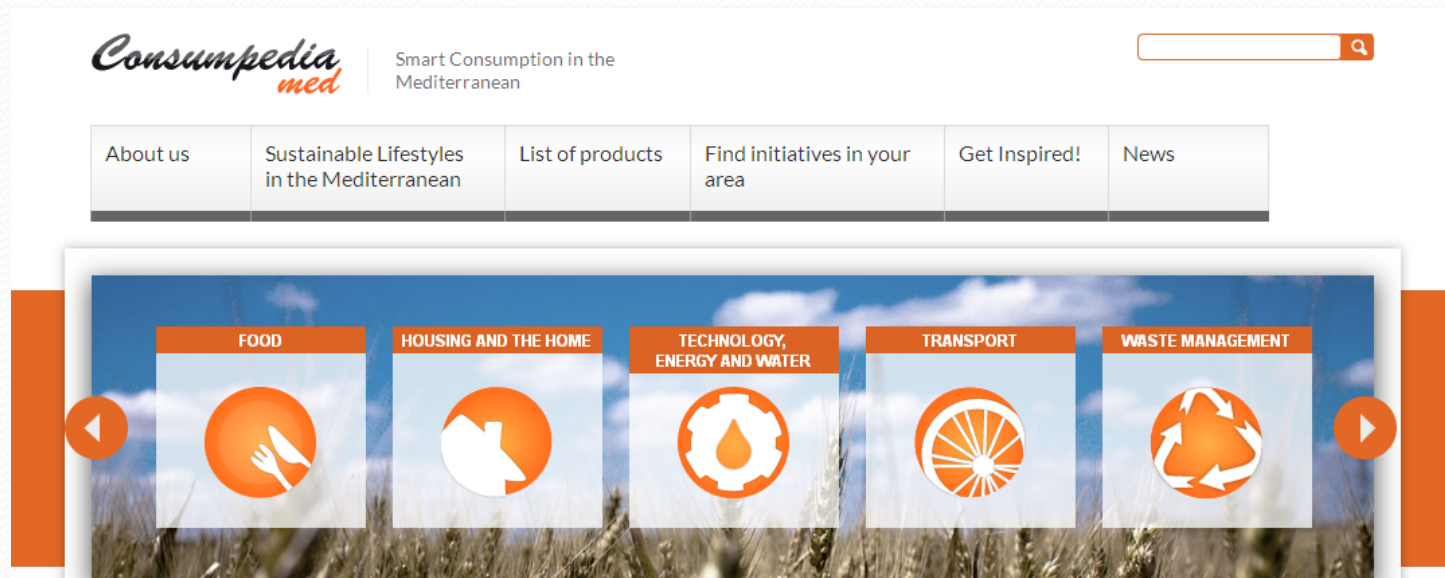 Consumpedia
med
Smart Consumption in the
Mediterranean
About us
Sustainable Lifestyles
in the Mediterranean
List of products
Find initiatives in your
area
Get Inspired!
News
FOOD
HOUSING AND THE HOME
TECHNOLOGY,
ENERGY AND WATER
TRANSPORT
WASTE MANAGEMENT